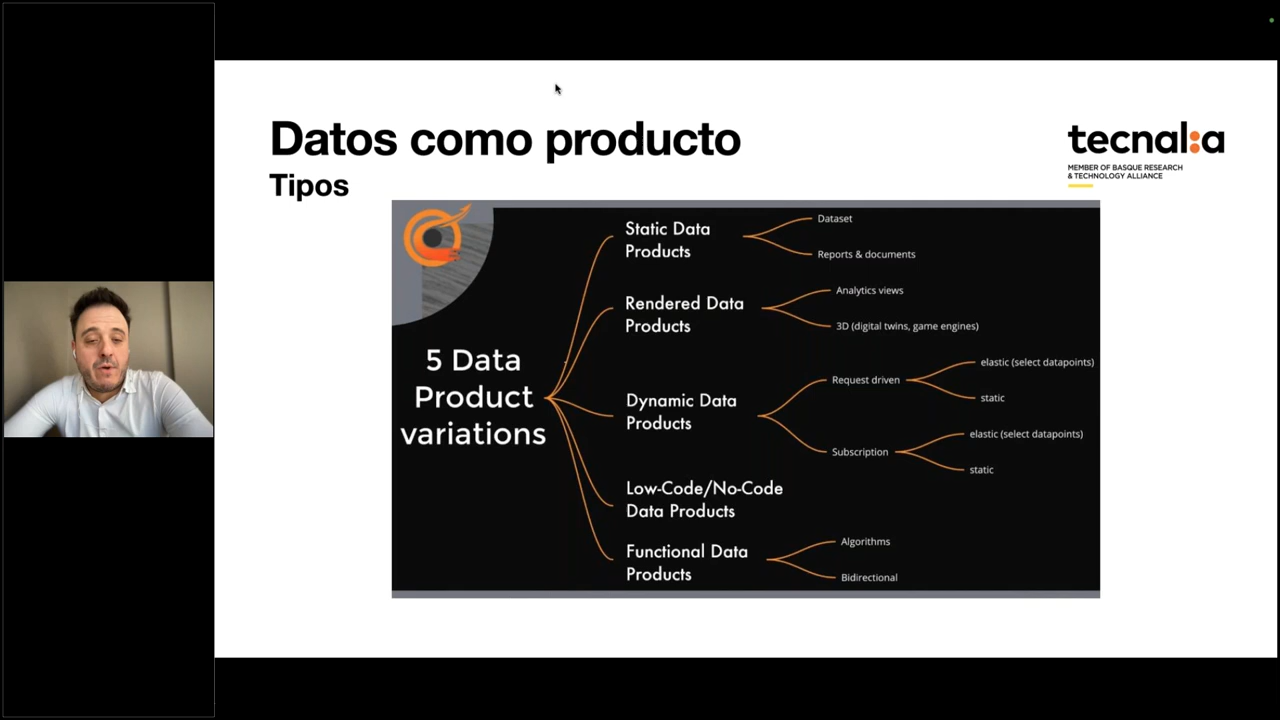 Datos como producto
Tipos
tecnal:a
MEMBER OF BASQUE RESEARCH
& TECHNOLOGY ALLIANCE
5 Data
Product
variations
Static Data
Products
Dataset
Reports & documents
Rendered Data
Products
Analytics views
3D (digital twins, game engines)
Dynamic Data
Products
Request driven
elastic (select datapoints)
static
Subscription
elastic (select datapoints)
static
Low-Code/No-Code
Data Products
Functional Data
Products
Algorithms
Bidirectional